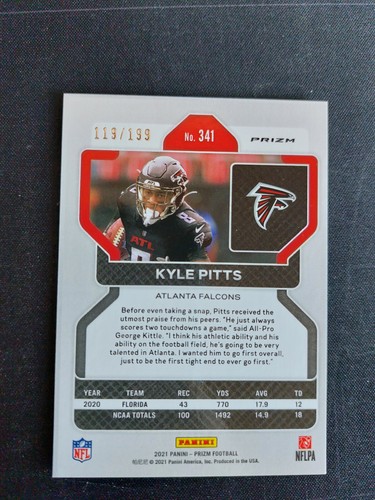 119/199
No. 341
PRIZM
ATL
8
KYLE PITTS
ATLANTA FALCONS
Before even taking a snap, Pitts received the
utmost praise from his peers. "He just always
scores two touchdowns a game," said All-Pro
George Kittle. "I think his athletic ability and
his ability on the football field, he's going to be very
talented in Atlanta. I wanted him to go first overall,
just to be the first tight end to ever go first."
YEAR TEAM REC YDS AVG TD
2020 FLORIDA 43 770 17.9 12
NCAA TOTALS 100 1492 14.9 18
NFL
PANINI
NFLPA
2021 PANINI - PRIZM FOOTBALL
© 2021 Panini America, Inc. Produced in the USA.